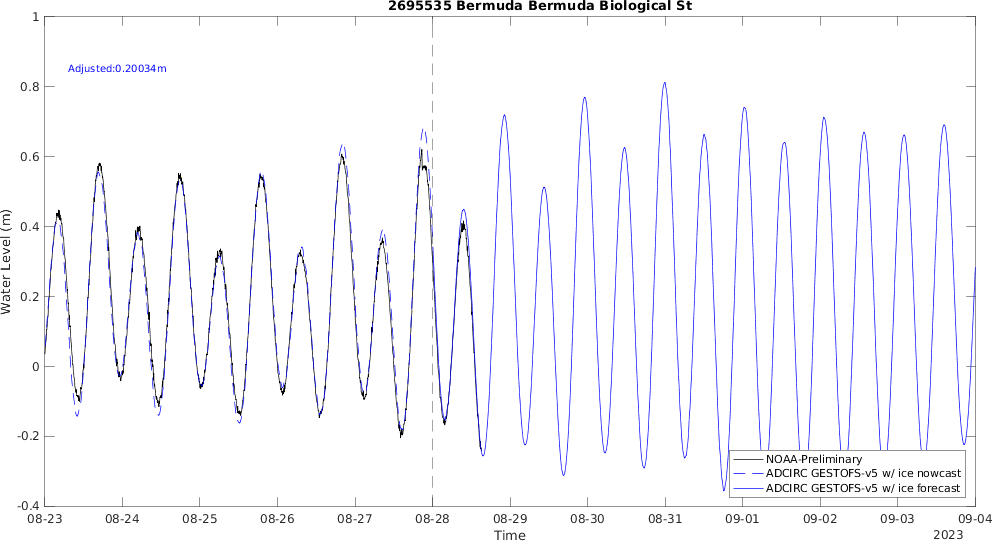 2695535 Bermuda Bermuda Biological St
Adjusted:0.20034m
Water Level (m)
1
0.8
0.6
0.4
0.2
0
-0.2
-0.4
NOAA-Preliminary
ADCIRC GESTOFS-v5 w/ ice nowcast
ADCIRC GESTOFS-v5 w/ ice forecast
08-23 08-24 08-25 08-26 08-27 08-28 08-29 08-30 08-31 09-01 09-02 09-03 09-04
Time
2023